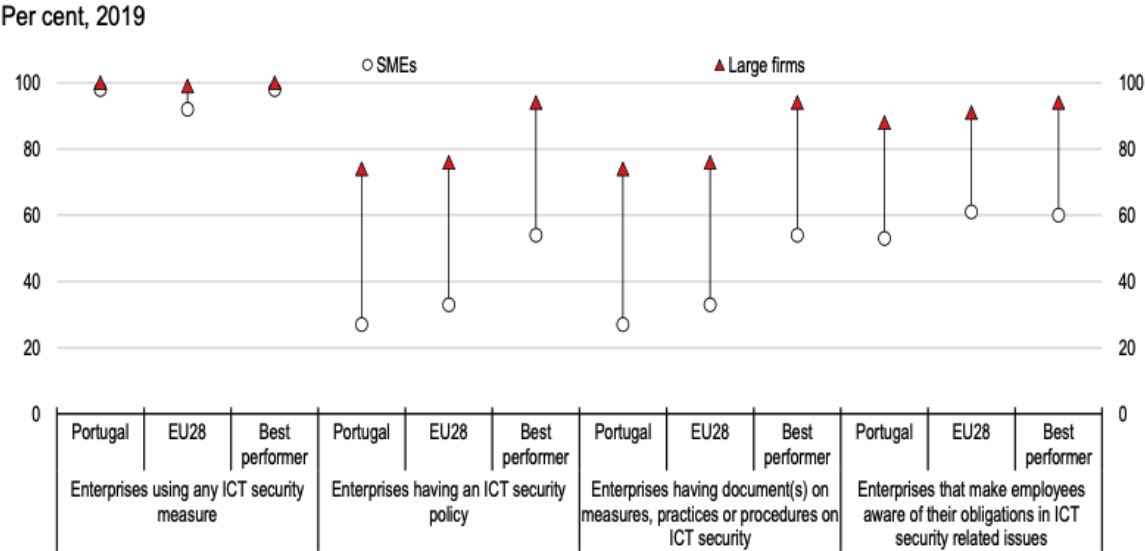 Per cent, 2019
SMEs
Large firms
100
100
80
80
60
60
40
40
20
20
0
0
Portugal
EU28
Best
performer
Portugal
EU28
Best
performer
Portugal
EU28
Best
performer
Portugal
EU28
Best
performer
Enterprises using any ICT security
measure
Enterprises having an ICT security
policy
Enterprises having document(s) on
measures, practices or procedures on
ICT security
Enterprises that make employees
aware of their obligations in ICT
security related issues